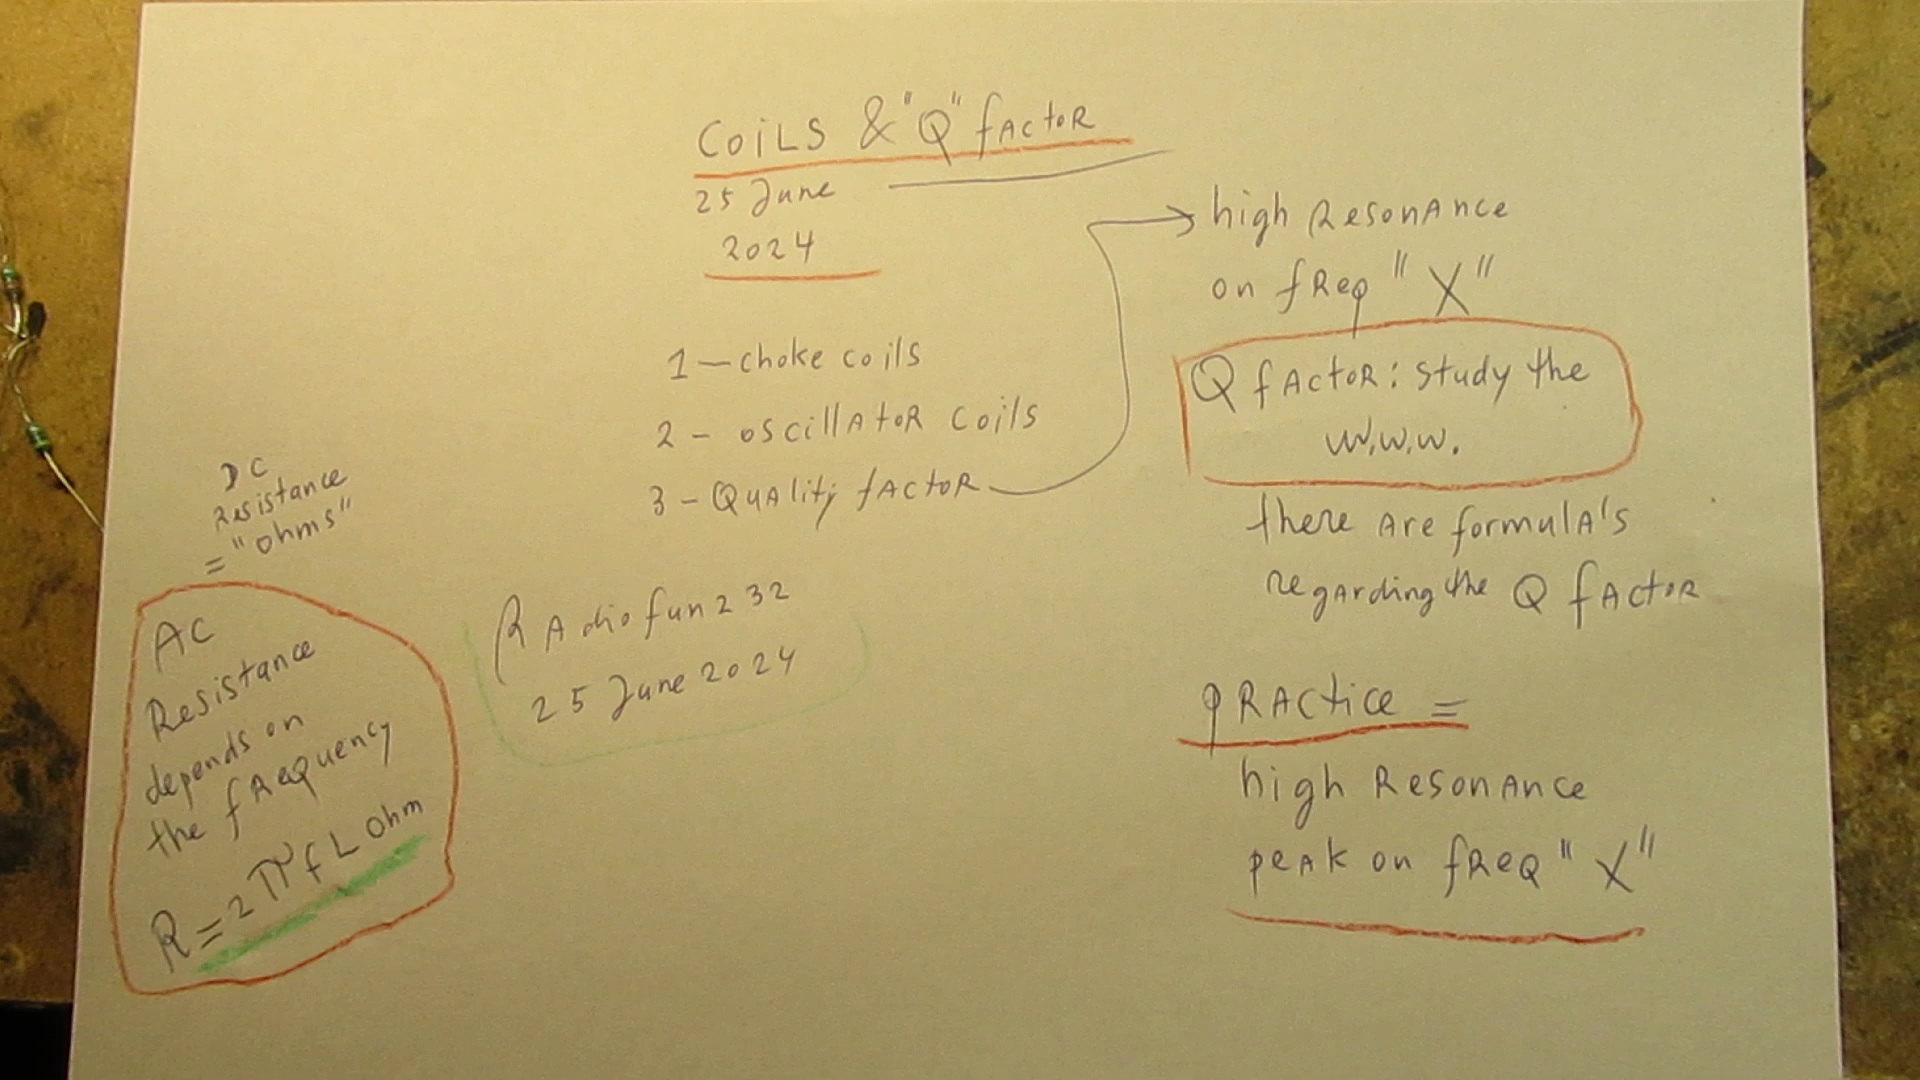 COILS & "Q" fACTOR
25 June
2024
1 — choke coils
2 - OSCillATOR COils
3 - QUAlity fACTOR
high ResonAnce
on fReq "X"
Q fACTOR: Study the
W.W.W.
there ARe formulA's
regARding the Q fACTOR
pRACtice =
high ResonAnce
peAk on fReQ "X"
DC
Resistance
= "ohms"
AC
Resistance
depends on
the fRequency
R = 2 π f L Ohm
RAdiofun232
25 June 2024